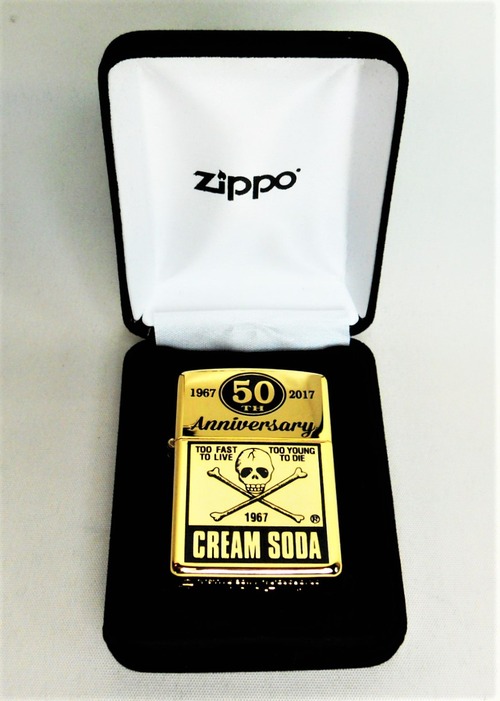 zippo
1967 50 TH 2017
Anniversary
TOO FAST TO LIVE
TOO YOUNG TO DIE
1967 ®
CREAM SODA